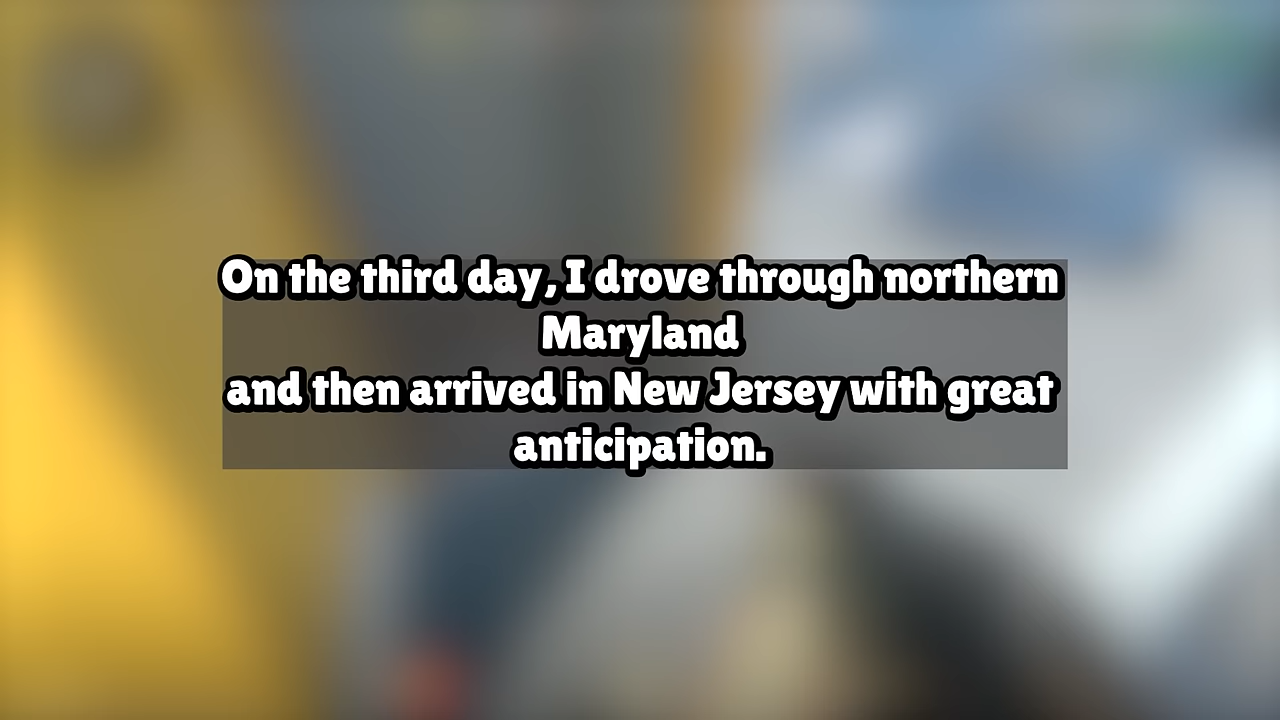 On the third day, I drove through northern
Maryland
and then arrived in New Jersey with great
anticipation.